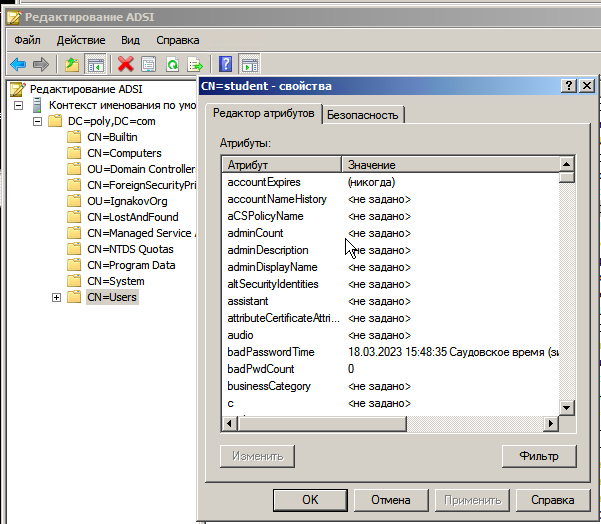 Редактирование ADSI
Файл Действие Вид Справка
Редактирование ADSI
Контекст именования по умо
DC=poly,DC=com
CN=Builtin
CN=Computers
OU=Domain Controller
CN=ForeignSecurityPri
OU=IgnakovOrg
CN=LostAndFound
CN=Managed Service
CN=NTDS Quotas
CN=Program Data
CN=System
CN=Users
CN=student - свойства
Редактор атрибутов Безопасность
Атрибуты:
Атрибут Значение
accountExpires (никогда)
accountNameHistory <не задано>
aCSPolicyName <не задано>
adminCount <не задано>
adminDescription <не задано>
adminDisplayName <не задано>
altSecurityIdentities <не задано>
assistant <не задано>
attributeCertificateAttri... <не задано>
audio <не задано>
badPasswordTime 18.03.2023 15:48:35 Саудовское время (зи
badPwdCount 0
businessCategory <не задано>
c <не задано>
Изменить Фильтр
ОК Отмена Применить Справка